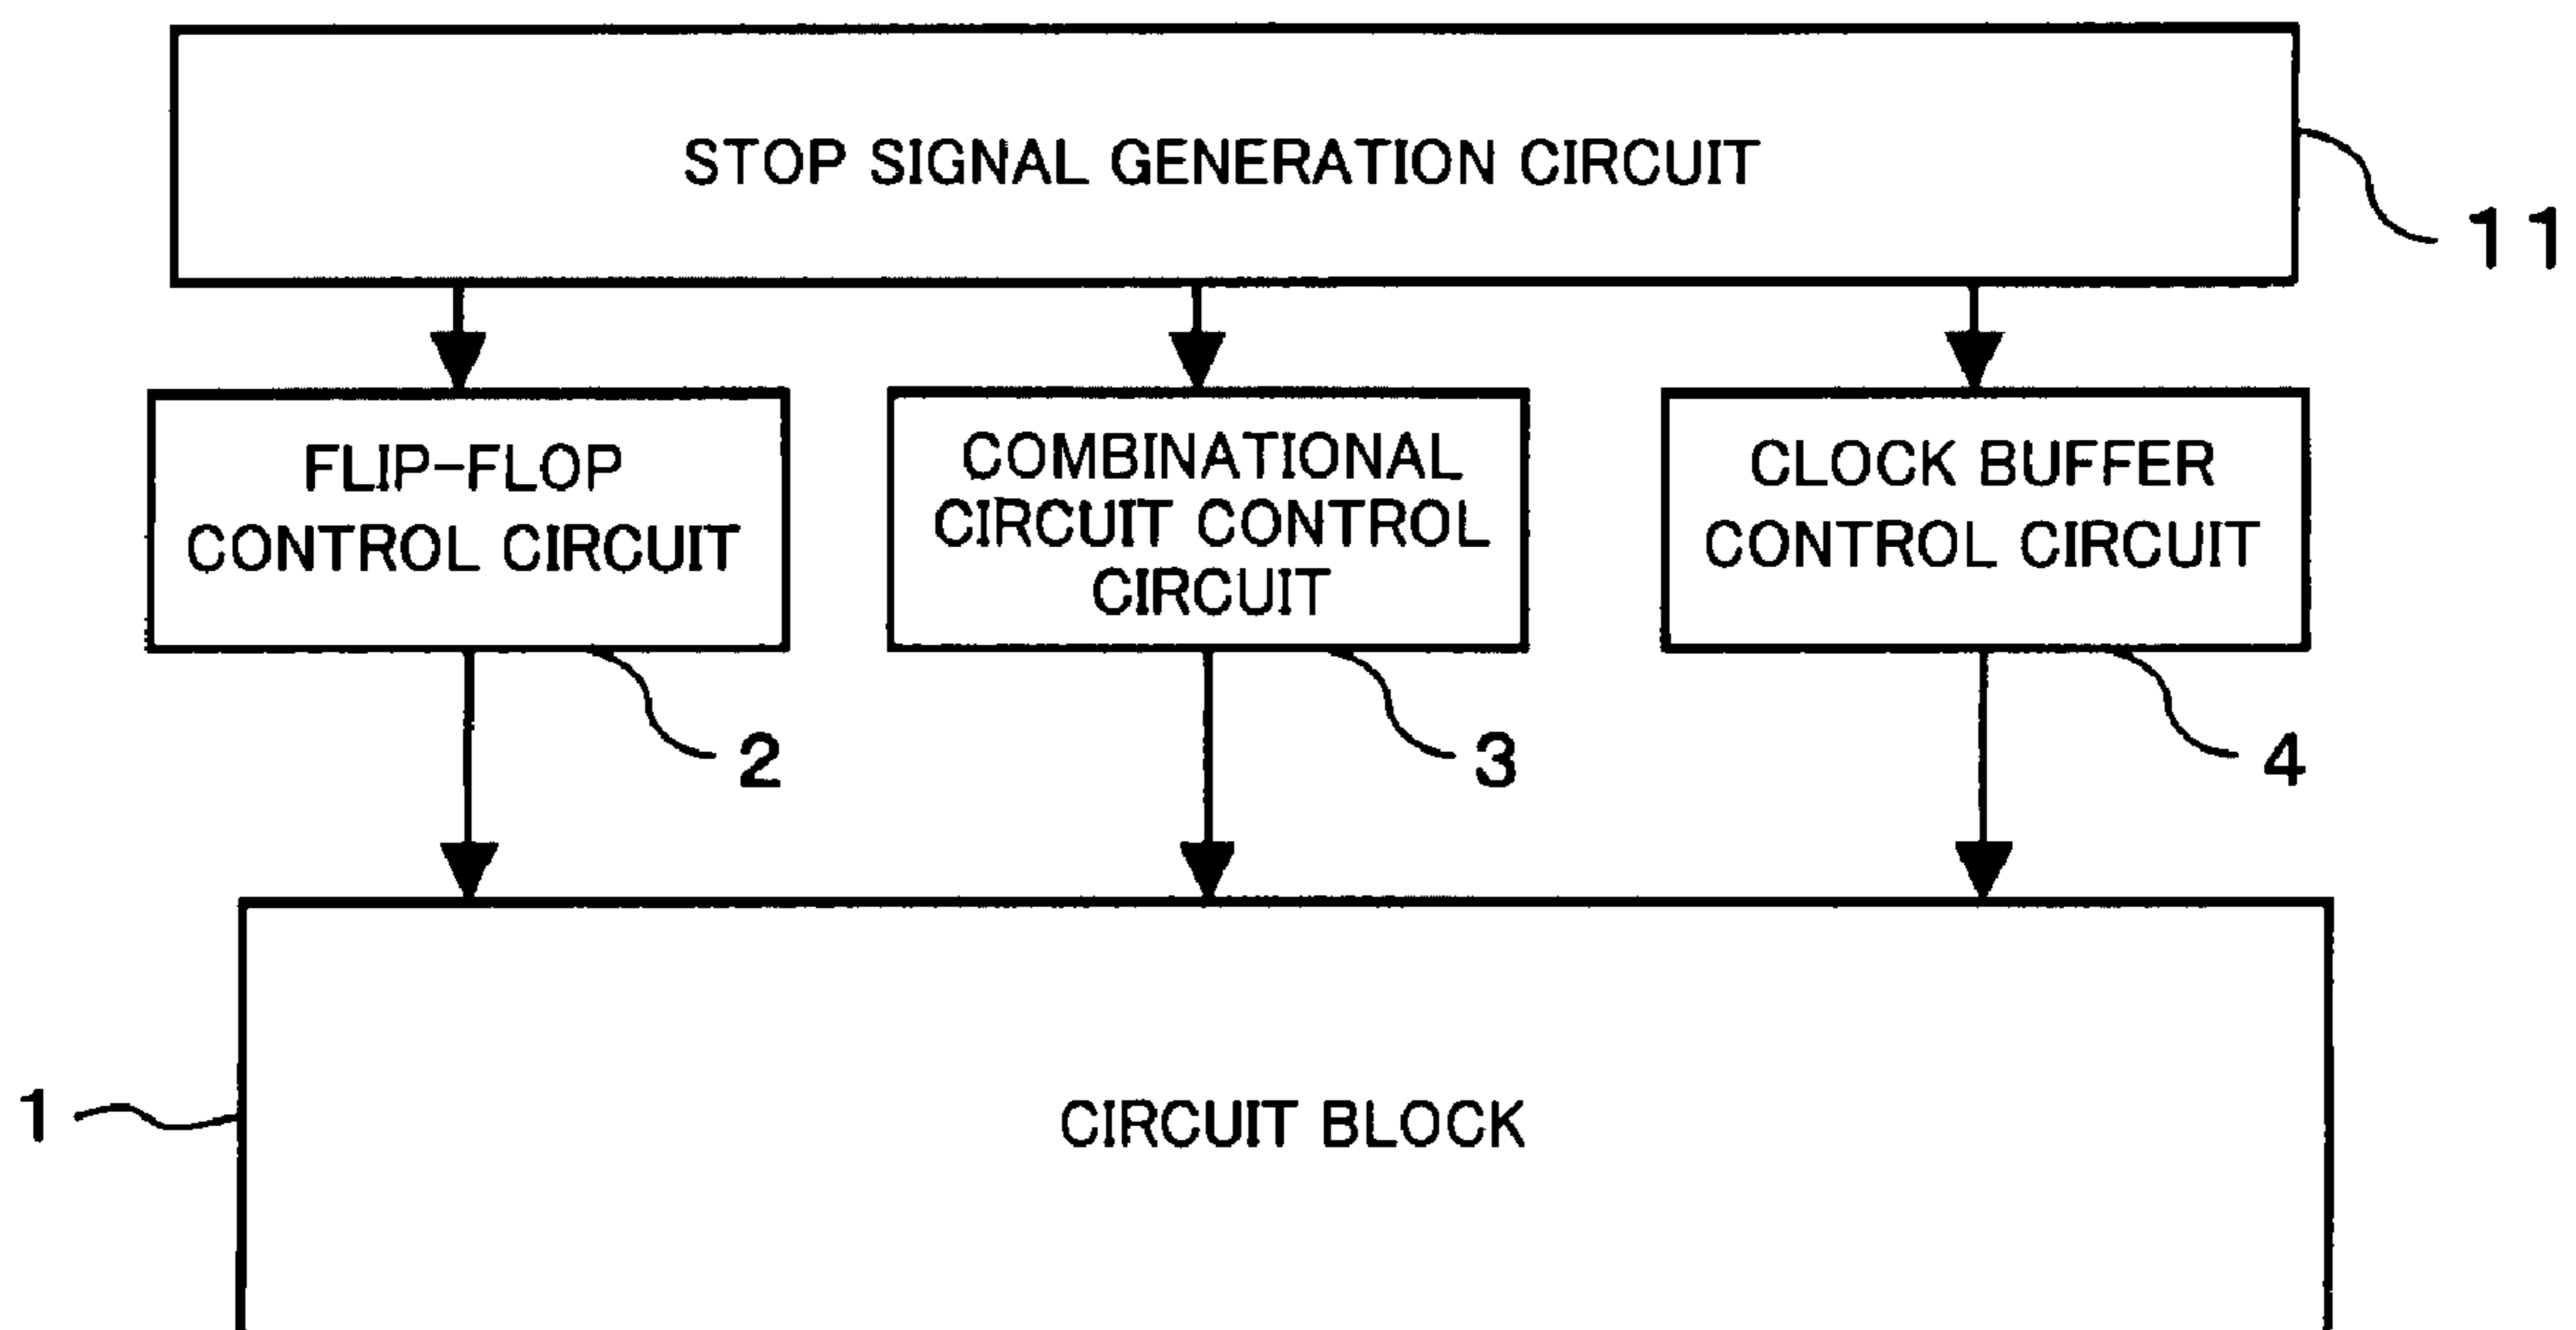 STOP SIGNAL GENERATION CIRCUIT
11
FLIP-FLOP
CONTROL CIRCUIT
2
COMBINATIONAL
CIRCUIT CONTROL
CIRCUIT
3
CLOCK BUFFER
CONTROL CIRCUIT
4
1
CIRCUIT BLOCK